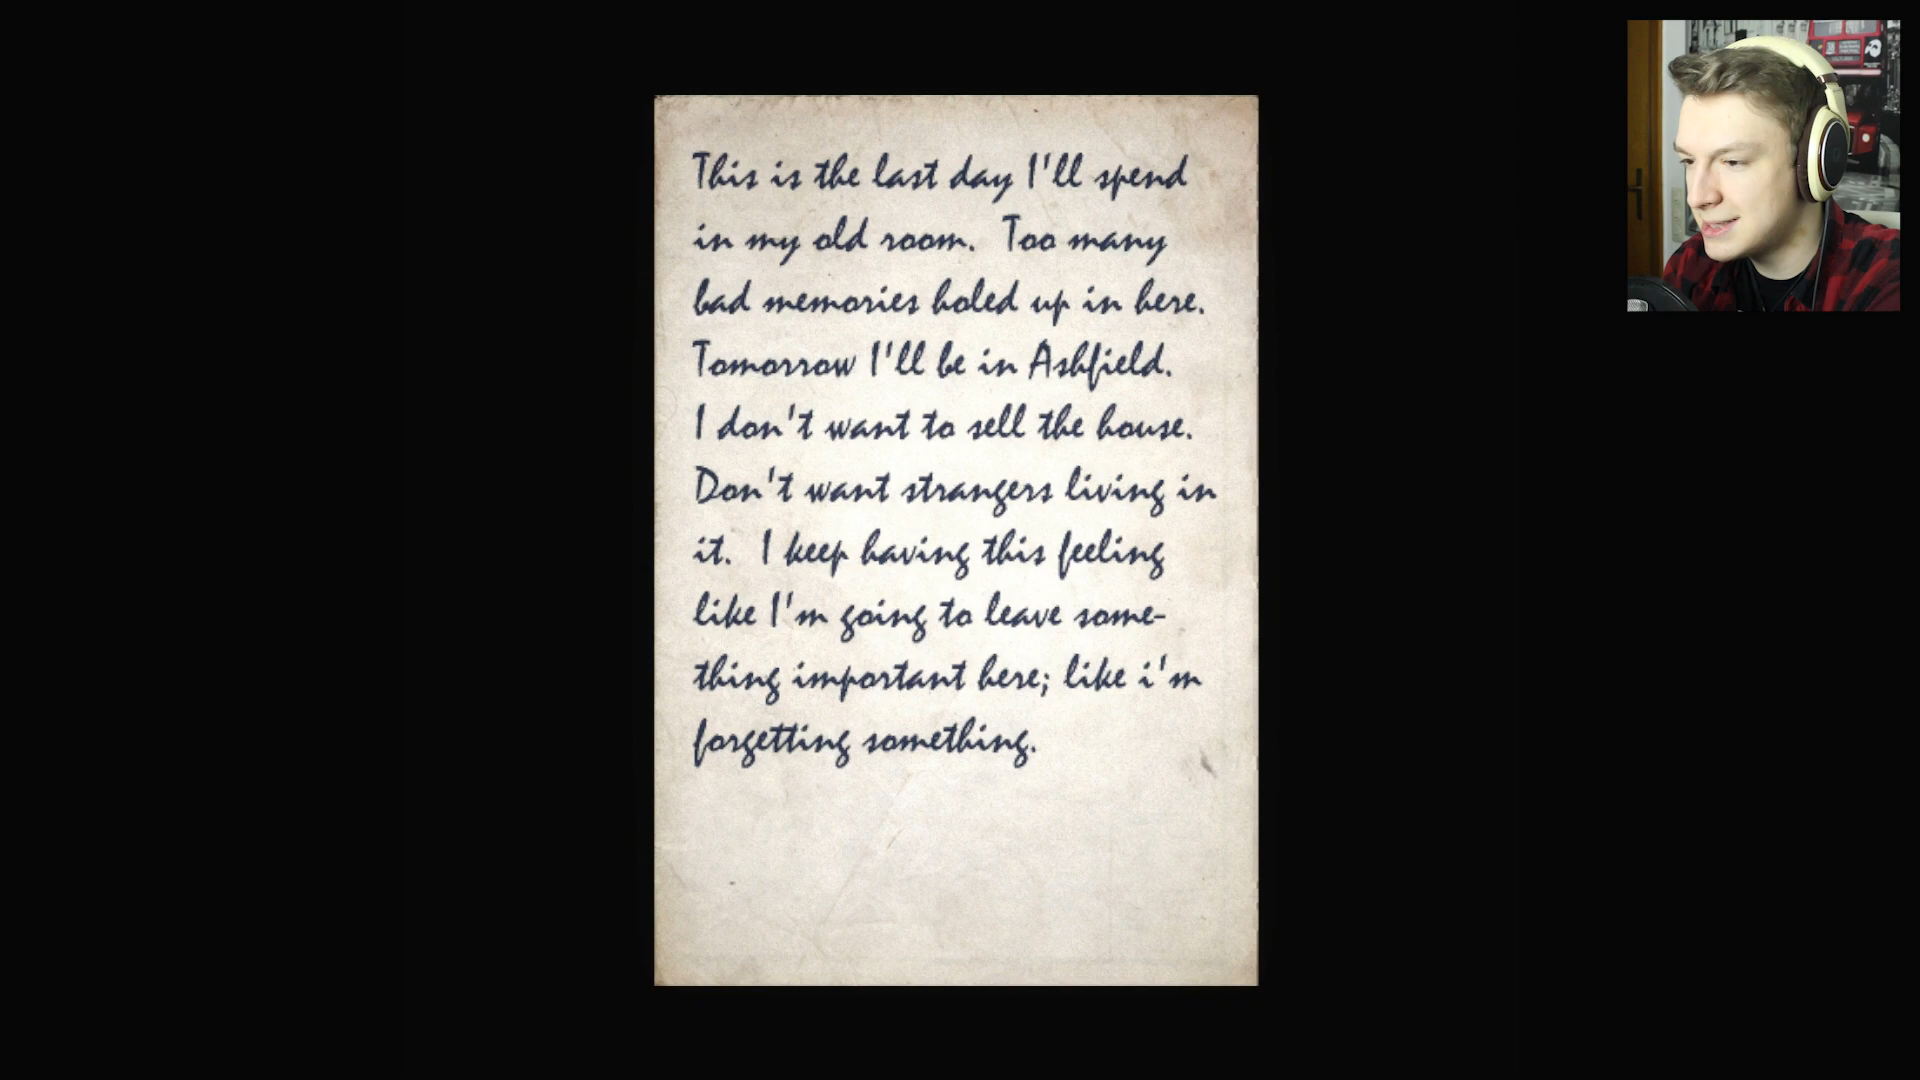 This is the last day I'll spend
in my old room.  Too many
bad memories holed up in here.
Tomorrow I'll be in Ashfield.
I don't want to sell the house.
Don't want strangers living in
it.  I keep having this feeling
like I'm going to leave some-
thing important here; like i'm
forgetting something.